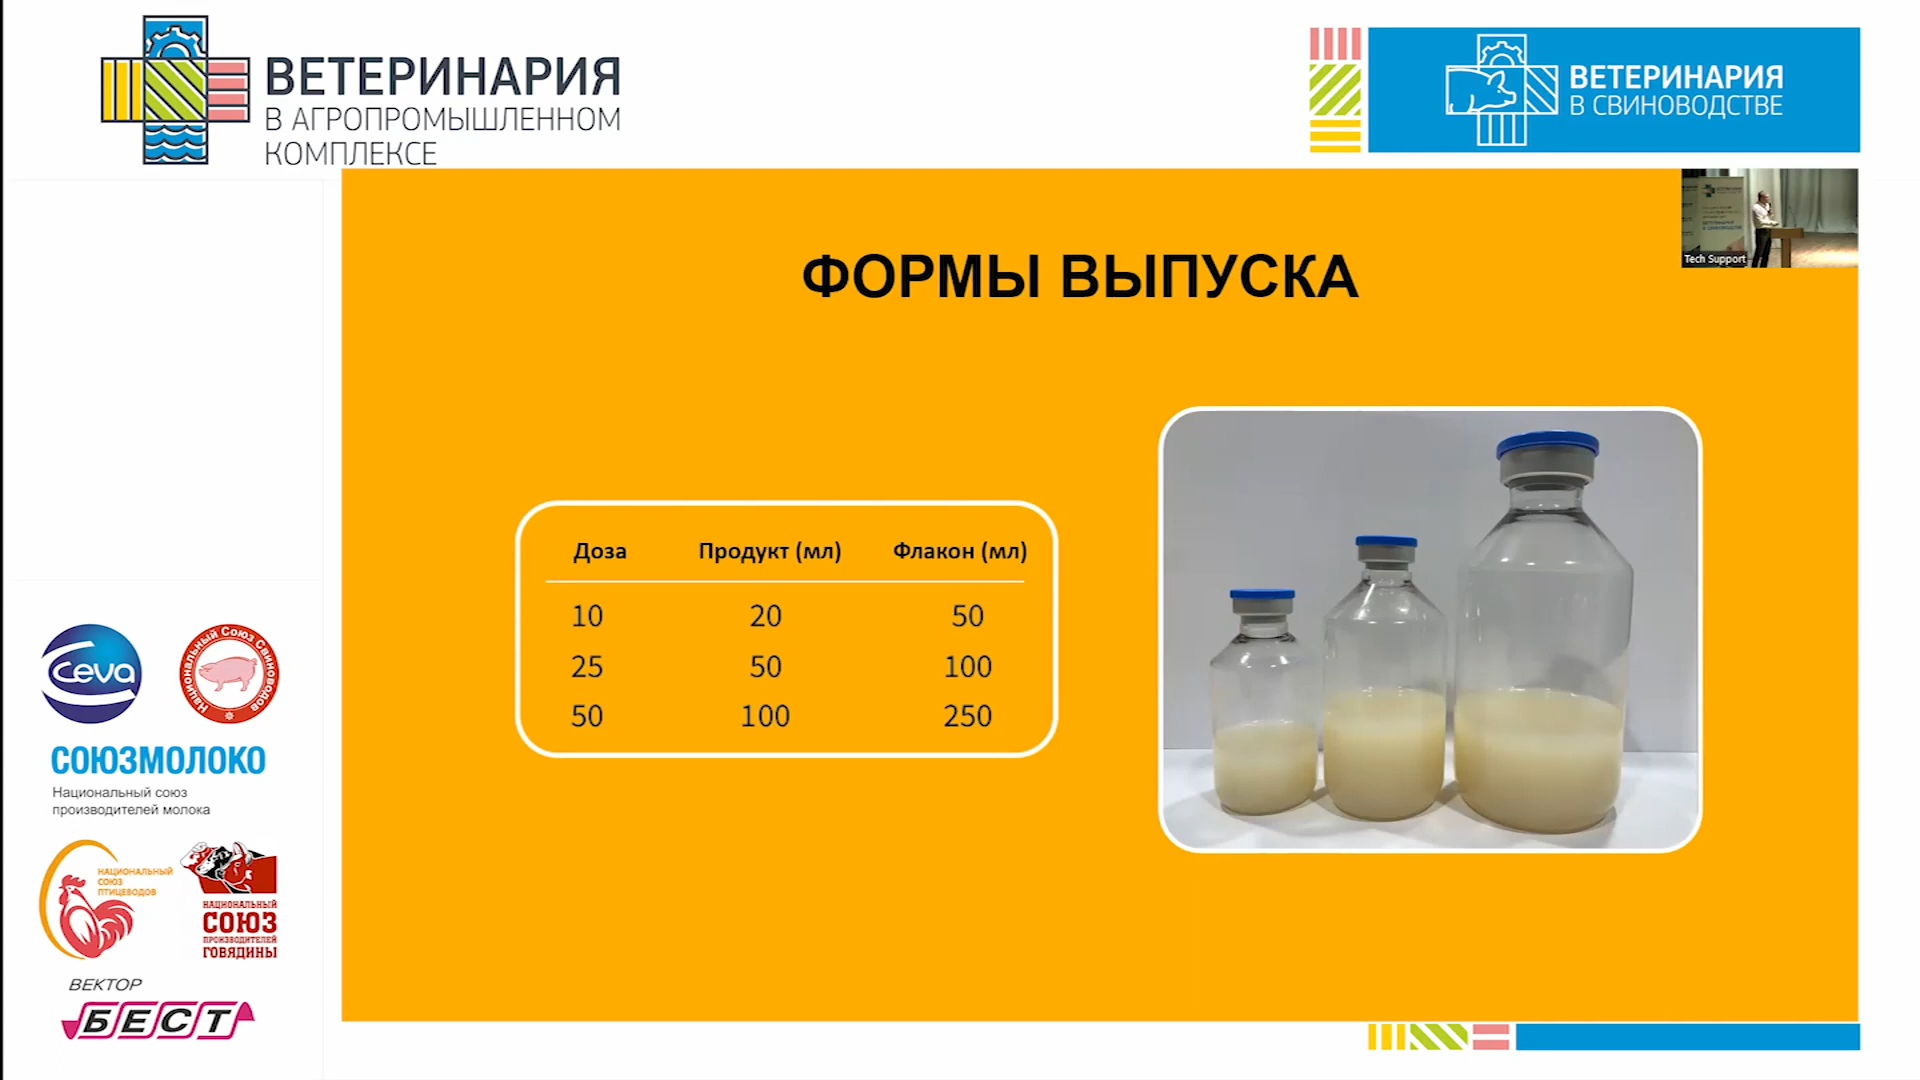 ВЕТЕРИНАРИЯ
В АГРОПРОМЫШЛЕННОМ
КОМПЛЕКСЕ
ВЕТЕРИНАРИЯ
В СВИНОВОДСТВЕ
Tech Support
ФОРМЫ ВЫПУСКА
Доза Продукт (мл) Флакон (мл)
10 20 50
25 50 100
50 100 250
Ceva
Национальный Союз Свиноводов
СОЮЗМОЛОКО
Национальный союз
производителей молока
НАЦИОНАЛЬНЫЙ
СОЮЗ
ПТИЦЕВОДОВ
НАЦИОНАЛЬНЫЙ
СОЮЗ
ПРОИЗВОДИТЕЛЕЙ
ГОВЯДИНЫ
ВЕКТОР
БЕСТ